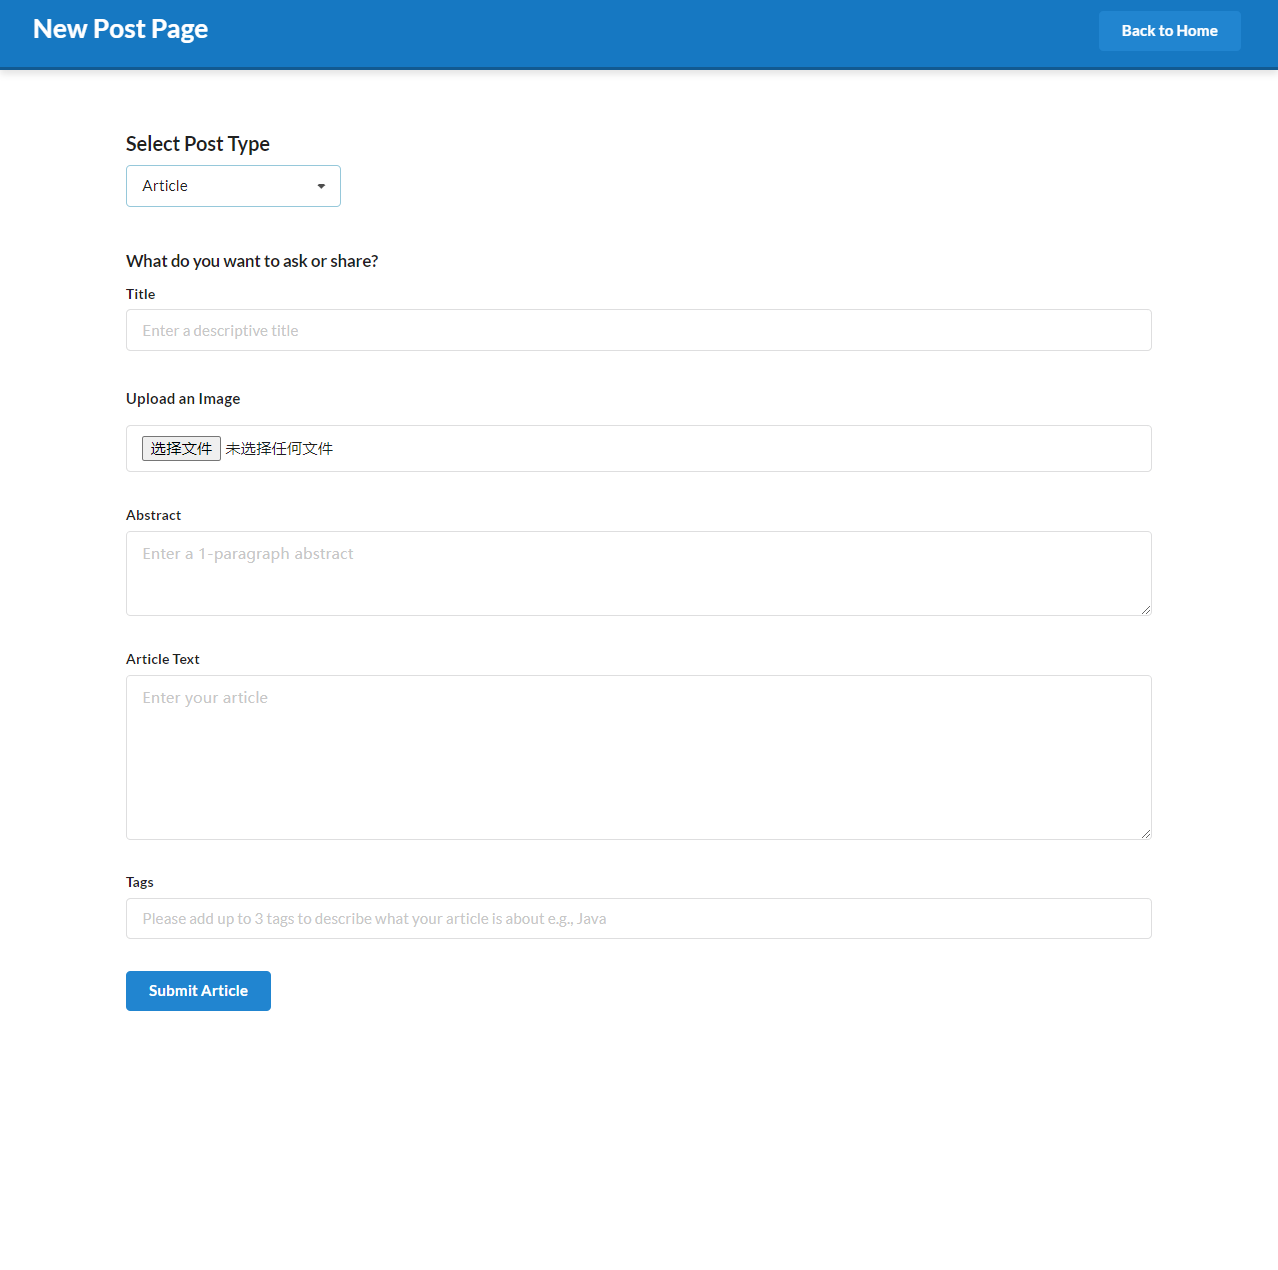 New Post Page
Back to Home
Select Post Type
Article
What do you want to ask or share?
Title
Enter a descriptive title
Upload an Image
选择文件 未选择任何文件
Abstract
Enter a 1-paragraph abstract
Article Text
Enter your article
Tags
Please add up to 3 tags to describe what your article is about e.g., Java
Submit Article